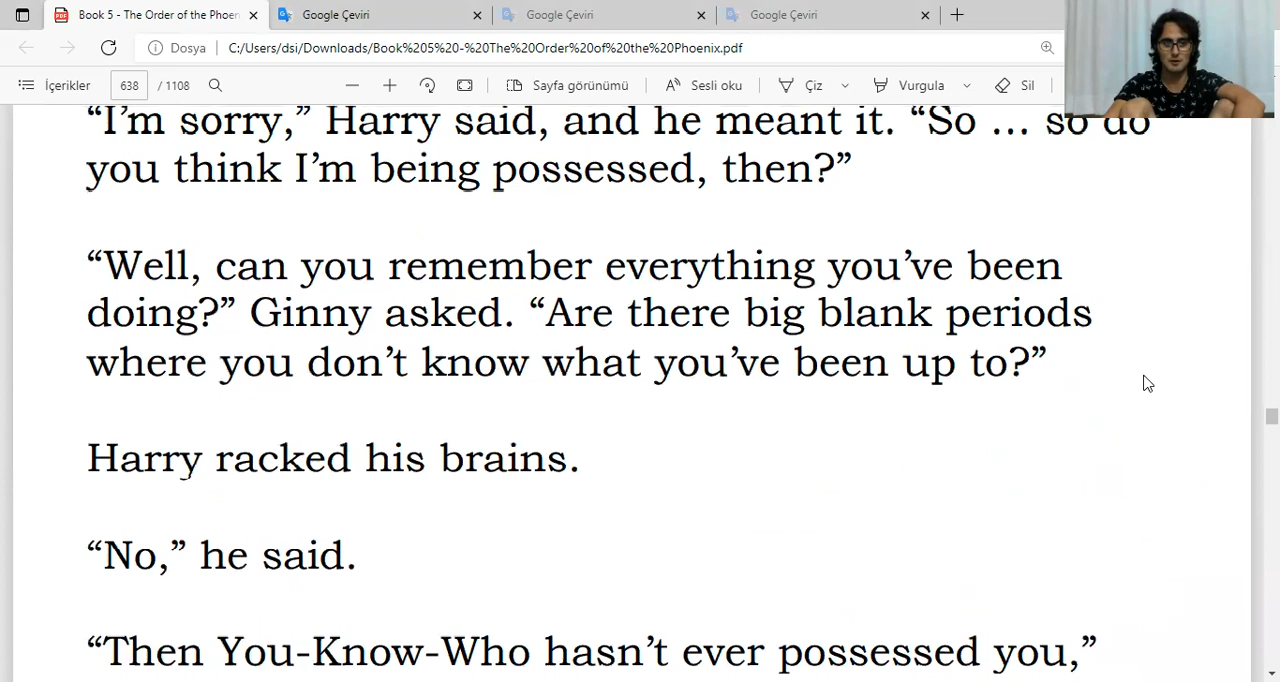 Book 5 - The Order of the Phoen
Google Çeviri
Google Çeviri
Google Çeviri
Dosya
C:/Users/dsi/Downloads/Book%205%20-%20The%20Order%20of%20the%20Phoenix.pdf
İçerikler
638
/ 1108
Sayfa görünümü
Sesli oku
Çiz
Vurgula
Sil
“I’m sorry,” Harry said, and he meant it. “So … so do
you think I’m being possessed, then?”
“Well, can you remember everything you’ve been
doing?” Ginny asked. “Are there big blank periods
where you don’t know what you’ve been up to?”
Harry racked his brains.
“No,” he said.
“Then You-Know-Who hasn’t ever possessed you,”